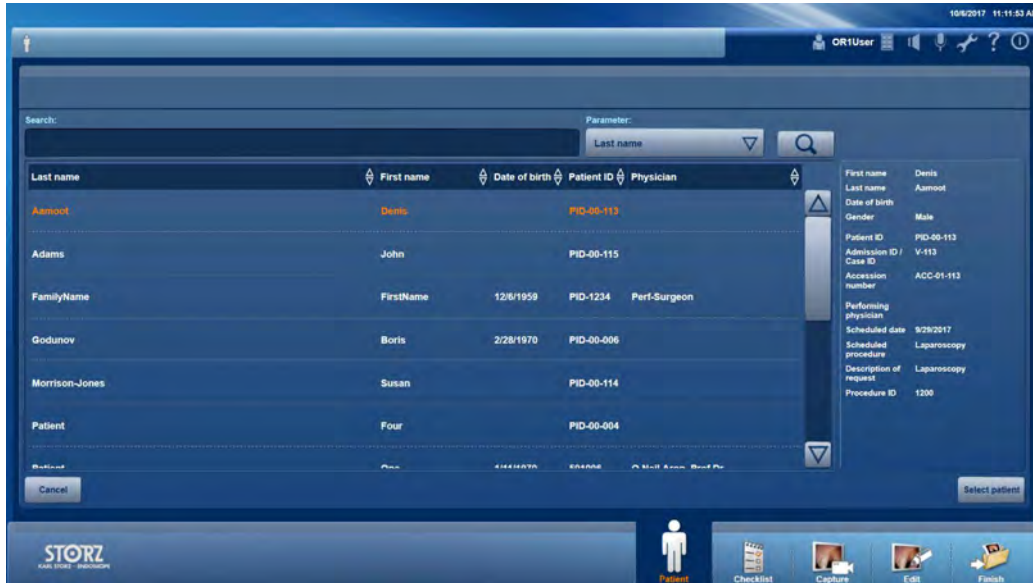 10/6/2017 11:11:53 A
OR1User ?
Search: Parameter:
Last name
Last name First name Date of birth Patient ID Physician
Aamoot Denis PID-00-113
Adams John PID-00-115
FamilyName FirstName 12/6/1959 PID-1234 Perf-Surgeon
Godunov Boris 2/28/1970 PID-00-006
Morrison-Jones Susan PID-00-114
Patient Four PID-00-004
Patient One
First name Denis
Last name Aamoot
Date of birth
Gender Male
Patient ID PID-00-113
Admission ID / V-113
Case ID
Accession ACC-01-113
number
Performing
physician
Scheduled date 9/29/2017
Scheduled Laparoscopy
procedure
Description of Laparoscopy
request
Procedure ID 1200
Cancel Select patient
STORZ
KARL STORZ - ENDOSKOPE
Patient Checklist Capture Edit Finish